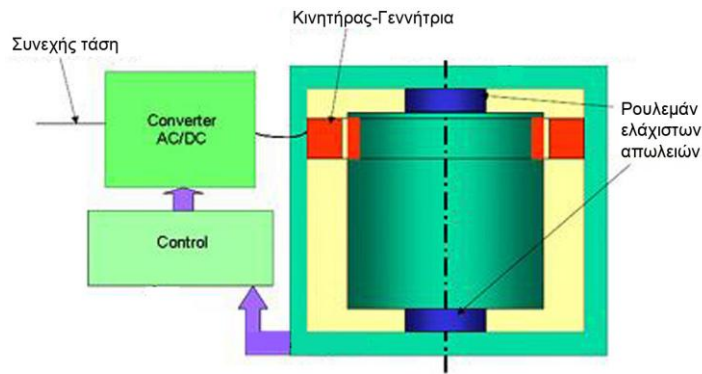 Κινητήρας-Γεννήτρια
Συνεχής τάση
Converter
AC/DC
Ρουλεμάν
ελάχιστων
απωλειών
Control